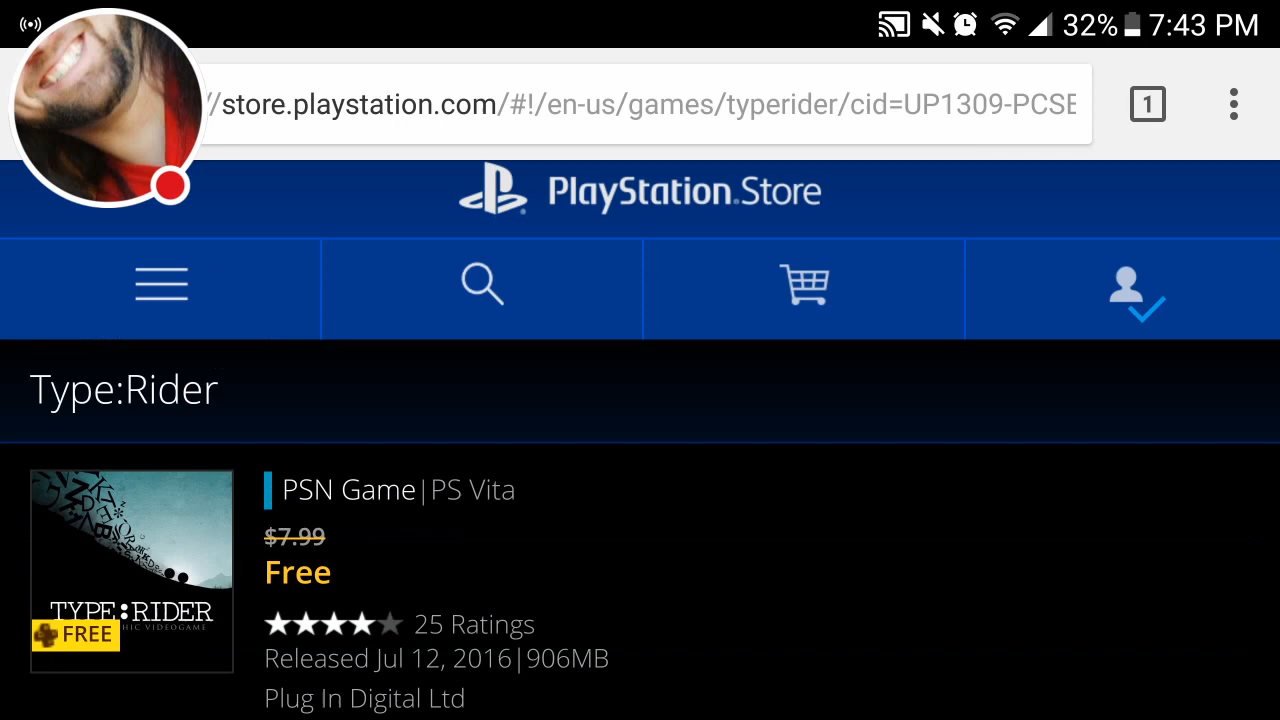 32% 7:43 PM
//store.playstation.com/#!/en-us/games/typerider/cid=UP1309-PCSE
1
PlayStation.Store
Type:Rider
PSN Game|PS Vita
$7.99
Free
25 Ratings
Released Jul 12, 2016|906MB
Plug In Digital Ltd
TYPE:RIDER
VIDEOGAME
FREE